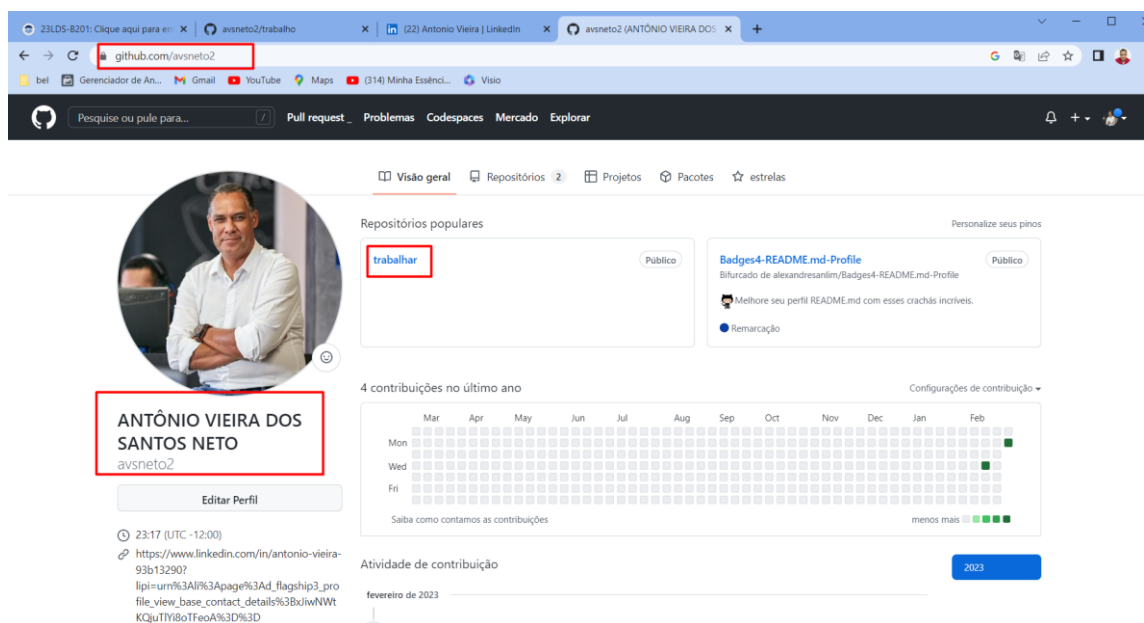 23LDS-8201: Clique aqui para en
avsneto2/trabalho
(22) Antonio Vieira | LinkedIn
avsneto2 (ANTÔNIO VIEIRA DOS
github.com/avsneto2
bel
Gerenciador de An...
Gmail
YouTube
Maps
(314) Minha Essênci...
Visio
Pesquise ou pule para...
/
Pull request _
Problemas
Codespaces
Mercado
Explorar
Visão geral
Repositórios 2
Projetos
Pacotes
estrelas
Repositórios populares
Personalize seus pinos
trabalhar
Público
Badges4-README.md-Profile
Público
Bifurcado de alexandresanlim/Badges4-README.md-Profile
Melhore seu perfil README.md com esses crachás incríveis.
Remarcação
4 contribuições no último ano
Configurações de contribuição
Mar Apr May Jun Jul Aug Sep Oct Nov Dec Jan Feb
Mon
Wed
Fri
Saiba como contamos as contribuições
menos mais
ANTÔNIO VIEIRA DOS
SANTOS NETO
avsneto2
Editar Perfil
23:17 (UTC -12:00)
https://www.linkedin.com/in/antonio-vieira-
93b13290?
lipi=urn%3Ali%3Apage%3Ad_flagship3_pro
file_view_base_contact_details%3BxJiwNWt
KQjuTlYi8oTFeoA%3D%3D
Atividade de contribuição
2023
fevereiro de 2023